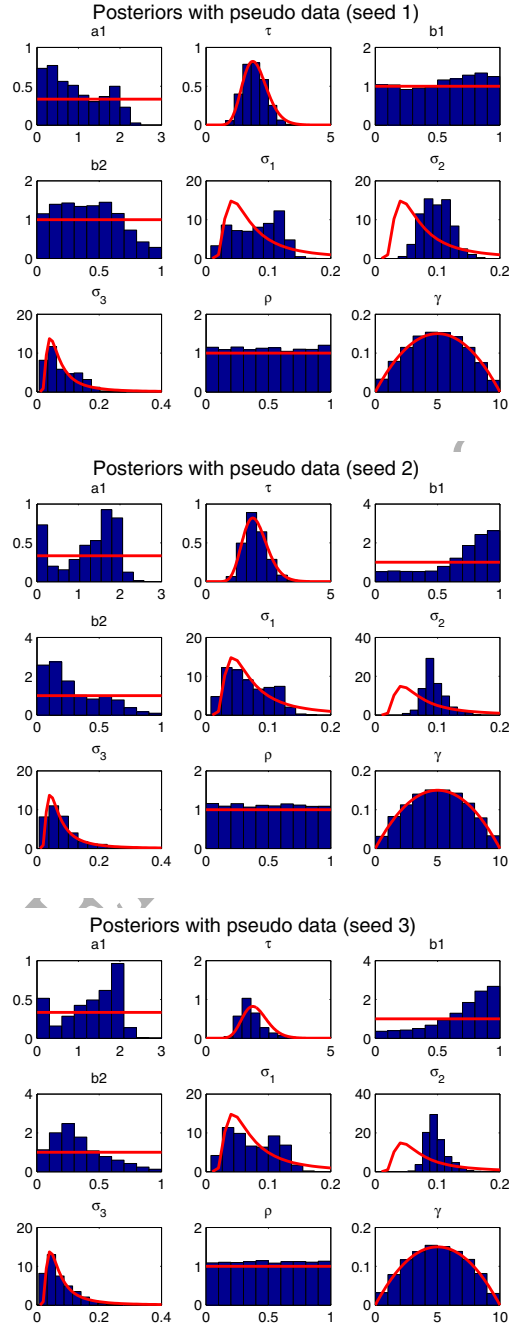 Posteriors with pseudo data (seed 1)
a1 τ b1
1 1 2
0.5 0.5 1
0 0 0
0 1 2 3 0 5 0 0.5 1
b2 σ1 σ2
2 20 20
1 10 10
0 0 0
0 0.5 1 0 0.1 0.2 0 0.1 0.2
σ3 ρ γ
20 2 0.2
10 1 0.1
0 0 0
0 0.2 0.4 0 0.5 1 0 5 10
Posteriors with pseudo data (seed 2)
a1 τ b1
1 1 4
0.5 0.5 2
0 0 0
0 1 2 3 0 5 0 0.5 1
b2 σ1 σ2
4 20 40
2 10 20
0 0 0
0 0.5 1 0 0.1 0.2 0 0.1 0.2
σ3 ρ γ
20 2 0.2
10 1 0.1
0 0 0
0 0.2 0.4 0 0.5 1 0 5 10
Posteriors with pseudo data (seed 3)
a1 τ b1
1 2 4
0.5 1 2
0 0 0
0 1 2 3 0 5 0 0.5 1
b2 σ1 σ2
4 20 40
2 10 20
0 0 0
0 0.5 1 0 0.1 0.2 0 0.1 0.2
σ3 ρ γ
20 2 0.2
10 1 0.1
0 0 0
0 0.2 0.4 0 0.5 1 0 5 10